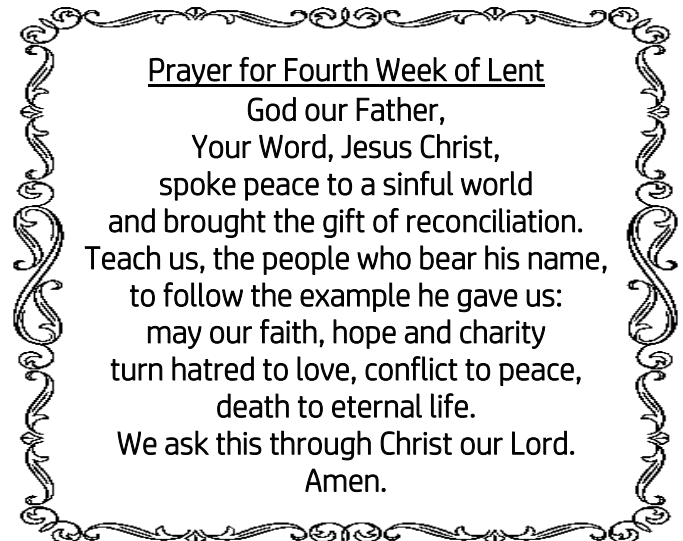 Prayer for Fourth Week of Lent
God our Father,
Your Word, Jesus Christ,
spoke peace to a sinful world
and brought the gift of reconciliation.
Teach us, the people who bear his name,
to follow the example he gave us:
may our faith, hope and charity
turn hatred to love, conflict to peace,
death to eternal life.
We ask this through Christ our Lord.
Amen.